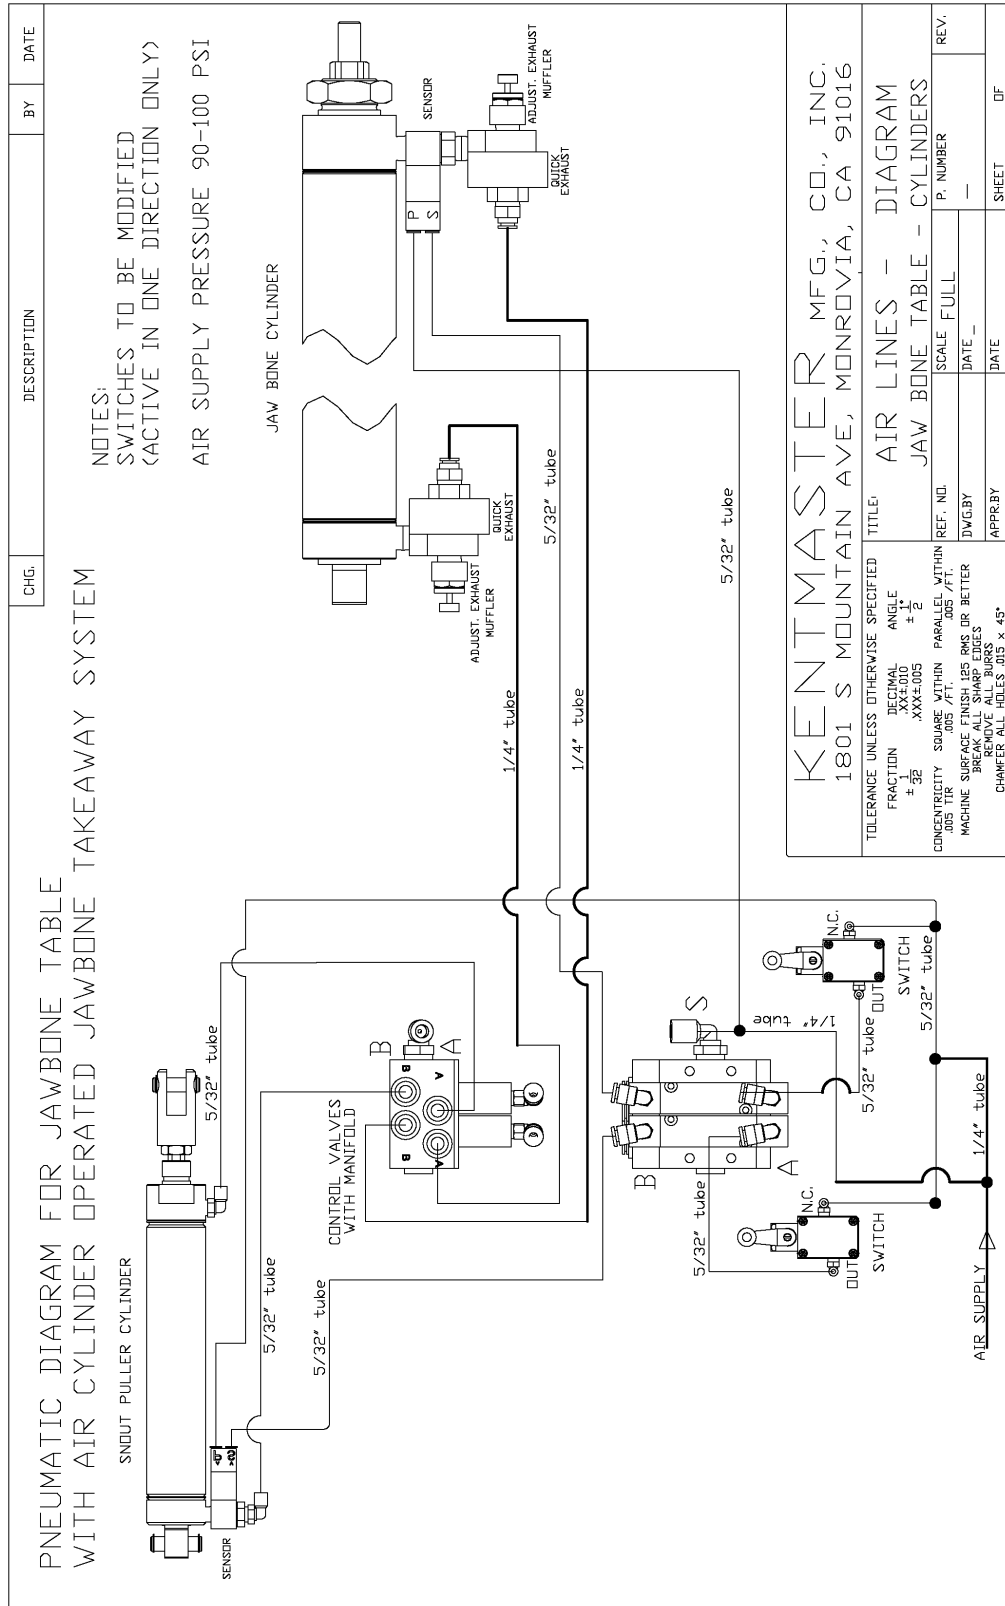 PNEUMATIC DIAGRAM FOR JAWBONE TABLE
WITH AIR CYLINDER OPERATED JAWBONE TAKEAWAY SYSTEM
CHG.
DESCRIPTION
BY
DATE
NOTES:
SWITCHES TO BE MODIFIED
(ACTIVE IN ONE DIRECTION ONLY)
AIR SUPPLY PRESSURE 90-100 PSI
SNOUT PULLER CYLINDER
SENSOR
P
S
5/32" tube
5/32" tube
5/32" tube
JAW BONE CYLINDER
SENSOR
P
S
QUICK
EXHAUST
ADJUST. EXHAUST
MUFFLER
QUICK
EXHAUST
ADJUST. EXHAUST
MUFFLER
1/4" tube
5/32" tube
1/4" tube
5/32" tube
CONTROL VALVES
WITH MANIFOLD
B
A
B
A
B
A
B
A
S
1/4" tube
5/32" tube
5/32" tube
5/32" tube
N.C.
OUT
SWITCH
N.C.
OUT
SWITCH
1/4" tube
AIR SUPPLY
KENTMASTER MFG., CO., INC.
1801 S MOUNTAIN AVE, MONROVIA, CA 91016
TOLERANCE UNLESS OTHERWISE SPECIFIED
FRACTION DECIMAL ANGLE
± 1/32 .XX±.010 ± 1/2°
.XXX±.005
CONCENTRICITY SQUARE WITHIN PARALLEL WITHIN
.005 TIR .005 /FT. .005 /FT.
MACHINE SURFACE FINISH 125 RMS OR BETTER
BREAK ALL SHARP EDGES
REMOVE ALL BURRS
CHAMFER ALL HOLES .015 x 45°
TITLE:
AIR LINES - DIAGRAM
JAW BONE TABLE - CYLINDERS
REF. NO.
SCALE FULL
P. NUMBER
REV.
DWG.BY
DATE -
-
APPR.BY
DATE
SHEET OF